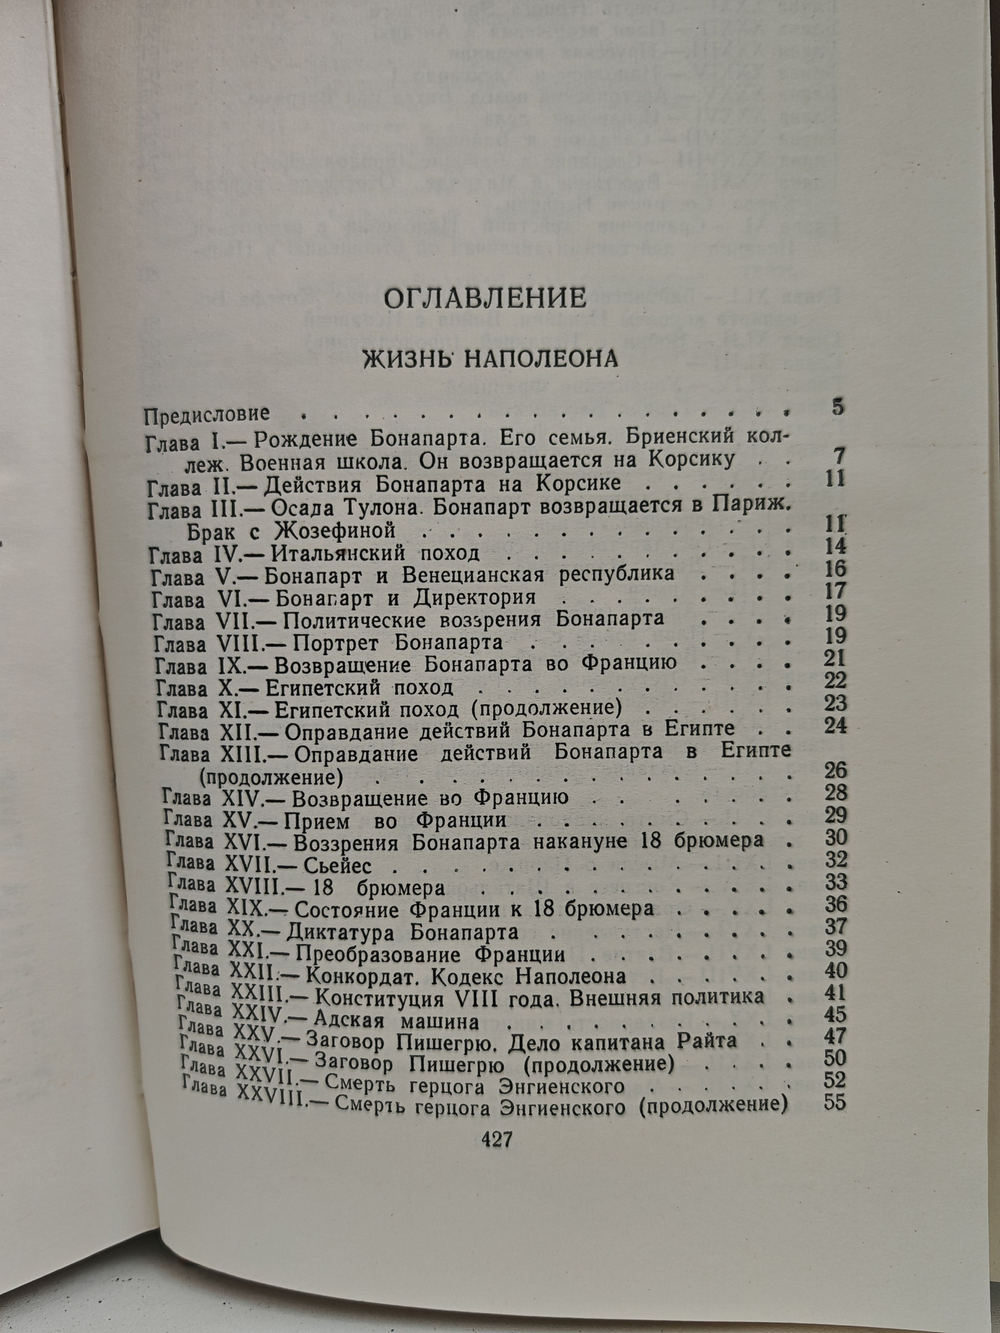 ОГЛАВЛЕНИЕ
ЖИЗНЬ НАПОЛЕОНА
Предисловие . . . . . . . . . . . . . . . . . 5
Глава I.— Рождение Бонапарта. Его семья. Бриенский кол-
леж. Военная школа. Он возвращается на Корсику . . 7
Глава II.— Действия Бонапарта на Корсике . . . . . . 11
Глава III.— Осада Тулона. Бонапарт возвращается в Париж.
Брак с Жозефиной . . . . . . . . . . . . . 11
Глава IV.— Итальянский поход . . . . . . . . . . 14
Глава V.— Бонапарт и Венецианская республика . . . . 16
Глава VI.— Бонапарт и Директория . . . . . . . . . 17
Глава VII.— Политические воззрения Бонапарта . . . . 19
Глава VIII.— Портрет Бонапарта . . . . . . . . . 19
Глава IX.— Возвращение Бонапарта во Францию . . . . 21
Глава X.— Египетский поход . . . . . . . . . . . 22
Глава XI.— Египетский поход (продолжение) . . . . . . 23
Глава XII.— Оправдание действий Бонапарта в Египте . . 24
Глава XIII.— Оправдание действий Бонапарта в Египте
(продолжение) . . . . . . . . . . . . . . 26
Глава XIV.— Возвращение во Францию . . . . . . . 28
Глава XV.— Прием во Франции . . . . . . . . . 29
Глава XVI.— Воззрения Бонапарта накануне 18 брюмера . 30
Глава XVII.— Сьейес . . . . . . . . . . . . . 32
Глава XVIII.— 18 брюмера . . . . . . . . . . . 33
Глава XIX.— Состояние Франции к 18 брюмера . . . . . 36
Глава XX.— Диктатура Бонапарта . . . . . . . . . 37
Глава XXI.— Преобразование Франции . . . . . . . 39
Глава XXII.— Конкордат. Кодекс Наполеона . . . . . . 40
Глава XXIII.— Конституция VIII года. Внешняя политика . 41
Глава XXIV.— Адская машина . . . . . . . . . . 45
Глава XXV.— Заговор Пишегрю. Дело капитана Райта . . 47
Глава XXVI.— Заговор Пишегрю (продолжение) . . . . 50
Глава XXVII.— Смерть герцога Энгиенского . . . . . . 52
Глава XXVIII.— Смерть герцога Энгиенского (продолжение) 55
427